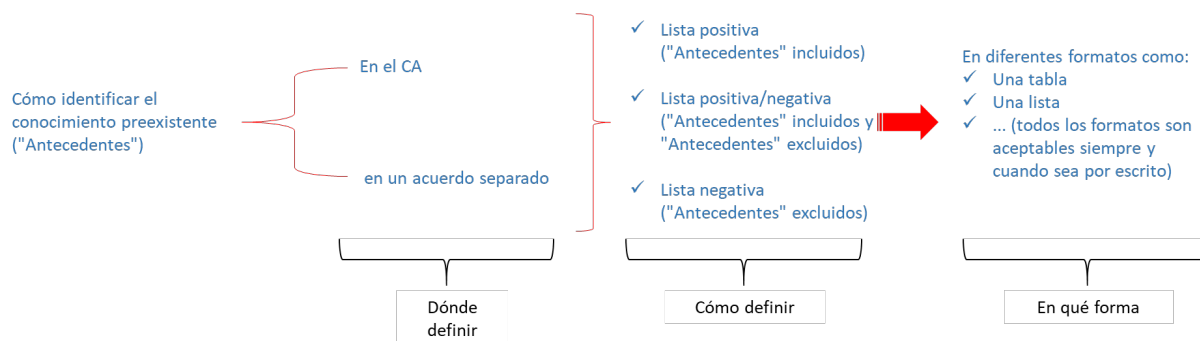 Cómo identificar el
conocimiento preexistente
("Antecedentes")
En el CA
en un acuerdo separado
Lista positiva
("Antecedentes" incluidos)
Lista positiva/negativa
("Antecedentes" incluidos y
"Antecedentes" excluidos)
Lista negativa
("Antecedentes" excluidos)
En diferentes formatos como:
Una tabla
Una lista
... (todos los formatos son
aceptables siempre y
cuando sea por escrito)
Dónde
definir
Cómo definir
En qué forma